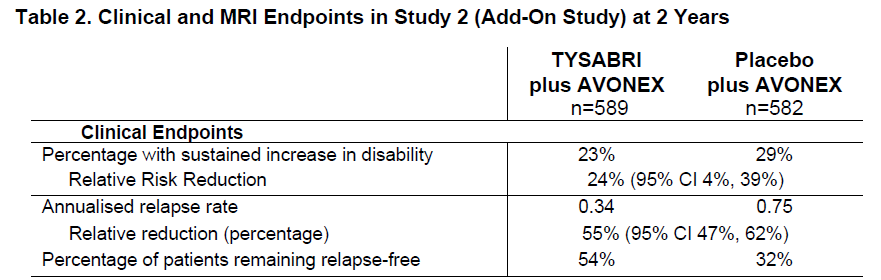 Table 2. Clinical and MRI Endpoints in Study 2 (Add-On Study) at 2 Years
TYSABRI Placebo
plus AVONEX plus AVONEX
n=589 n=582
Clinical Endpoints
Percentage with sustained increase in disability 23% 29%
Relative Risk Reduction 24% (95% CI 4%, 39%)
Annualised relapse rate 0.34 0.75
Relative reduction (percentage) 55% (95% CI 47%, 62%)
Percentage of patients remaining relapse-free 54% 32%